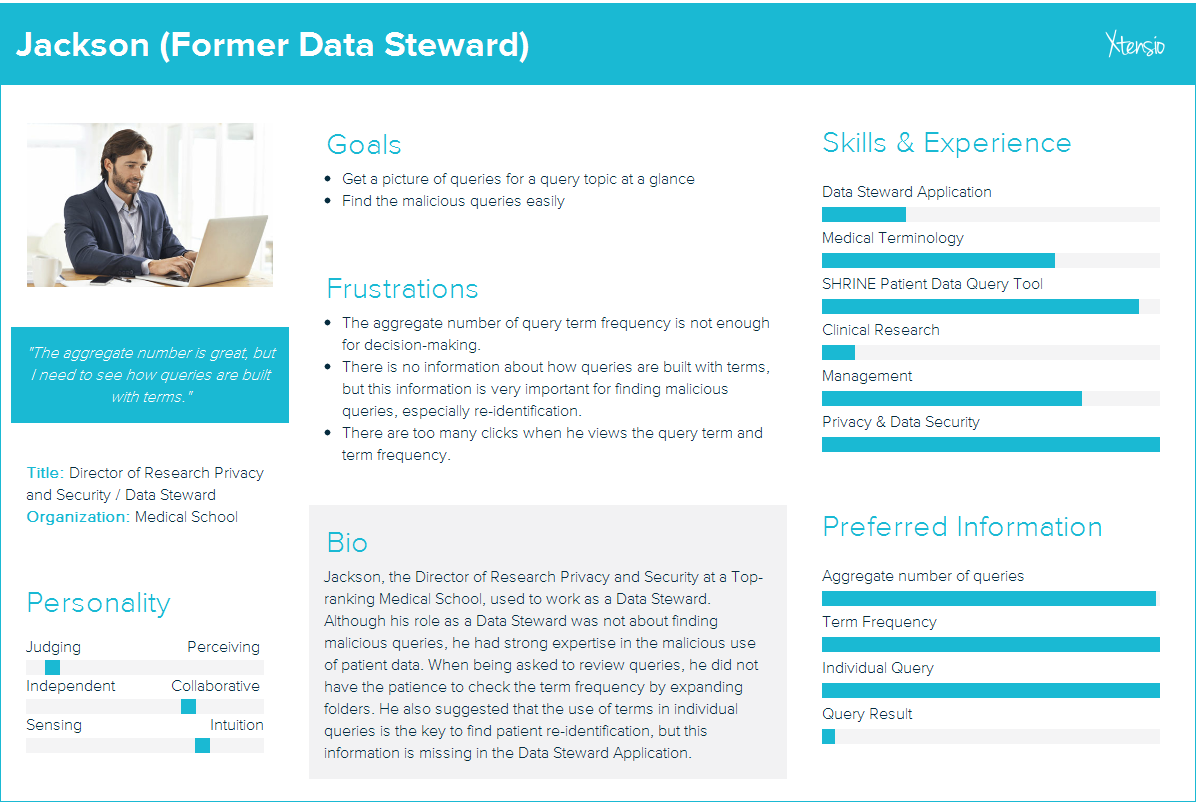 Jackson (Former Data Steward)
Xtensio
"The aggregate number is great, but
I need to see how queries are built
with terms."
Title: Director of Research Privacy
and Security / Data Steward
Organization: Medical School
Personality
Judging Perceiving
Independent Collaborative
Sensing Intuition
Goals
• Get a picture of queries for a query topic at a glance
• Find the malicious queries easily
Frustrations
• The aggregate number of query term frequency is not enough
for decision-making.
• There is no information about how queries are built with terms,
but this information is very important for finding malicious
queries, especially re-identification.
• There are too many clicks when he views the query term and
term frequency.
Bio
Jackson, the Director of Research Privacy and Security at a Top-
ranking Medical School, used to work as a Data Steward.
Although his role as a Data Steward was not about finding
malicious queries, he had strong expertise in the malicious use
of patient data. When being asked to review queries, he did not
have the patience to check the term frequency by expanding
folders. He also suggested that the use of terms in individual
queries is the key to find patient re-identification, but this
information is missing in the Data Steward Application.
Skills & Experience
Data Steward Application
Medical Terminology
SHRINE Patient Data Query Tool
Clinical Research
Management
Privacy & Data Security
Preferred Information
Aggregate number of queries
Term Frequency
Individual Query
Query Result